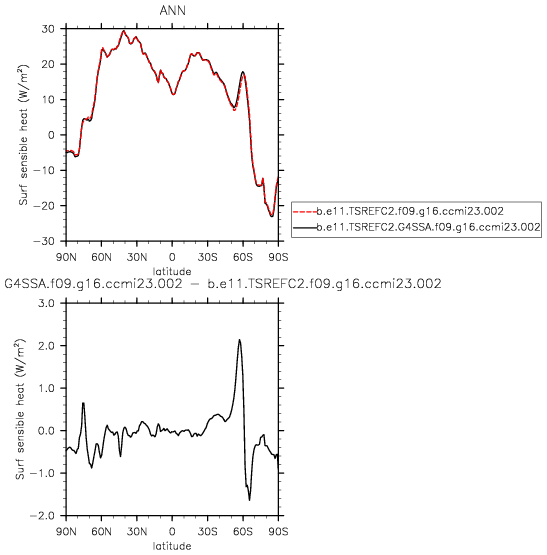 ANN
30
20
10
0
−10
−20
−30
Surf sensible heat (W/m²)
90N 60N 30N 0 30S 60S 90S
latitude
b.e11.TSREFC2.f09.g16.ccmi23.002
b.e11.TSREFC2.G4SSA.f09.g16.ccmi23.002
G4SSA.f09.g16.ccmi23.002 − b.e11.TSREFC2.f09.g16.ccmi23.002
3.0
2.0
1.0
0.0
−1.0
−2.0
Surf sensible heat (W/m²)
90N 60N 30N 0 30S 60S 90S
latitude